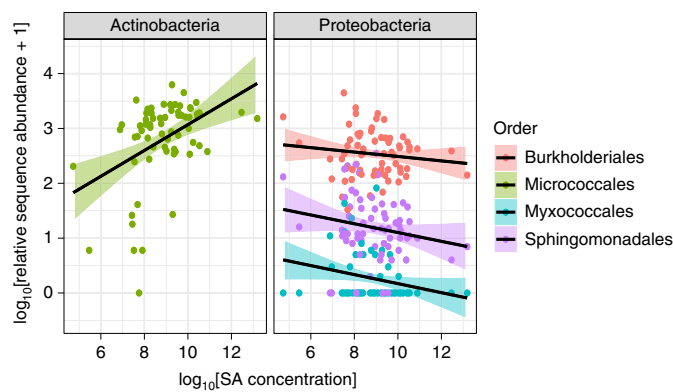 Actinobacteria Proteobacteria
log₁₀[relative sequence abundance + 1]
4
3
2
1
0
6 8 10 12 6 8 10 12
log₁₀[SA concentration]
Order
Burkholderiales
Micrococcales
Myxococcales
Sphingomonadales